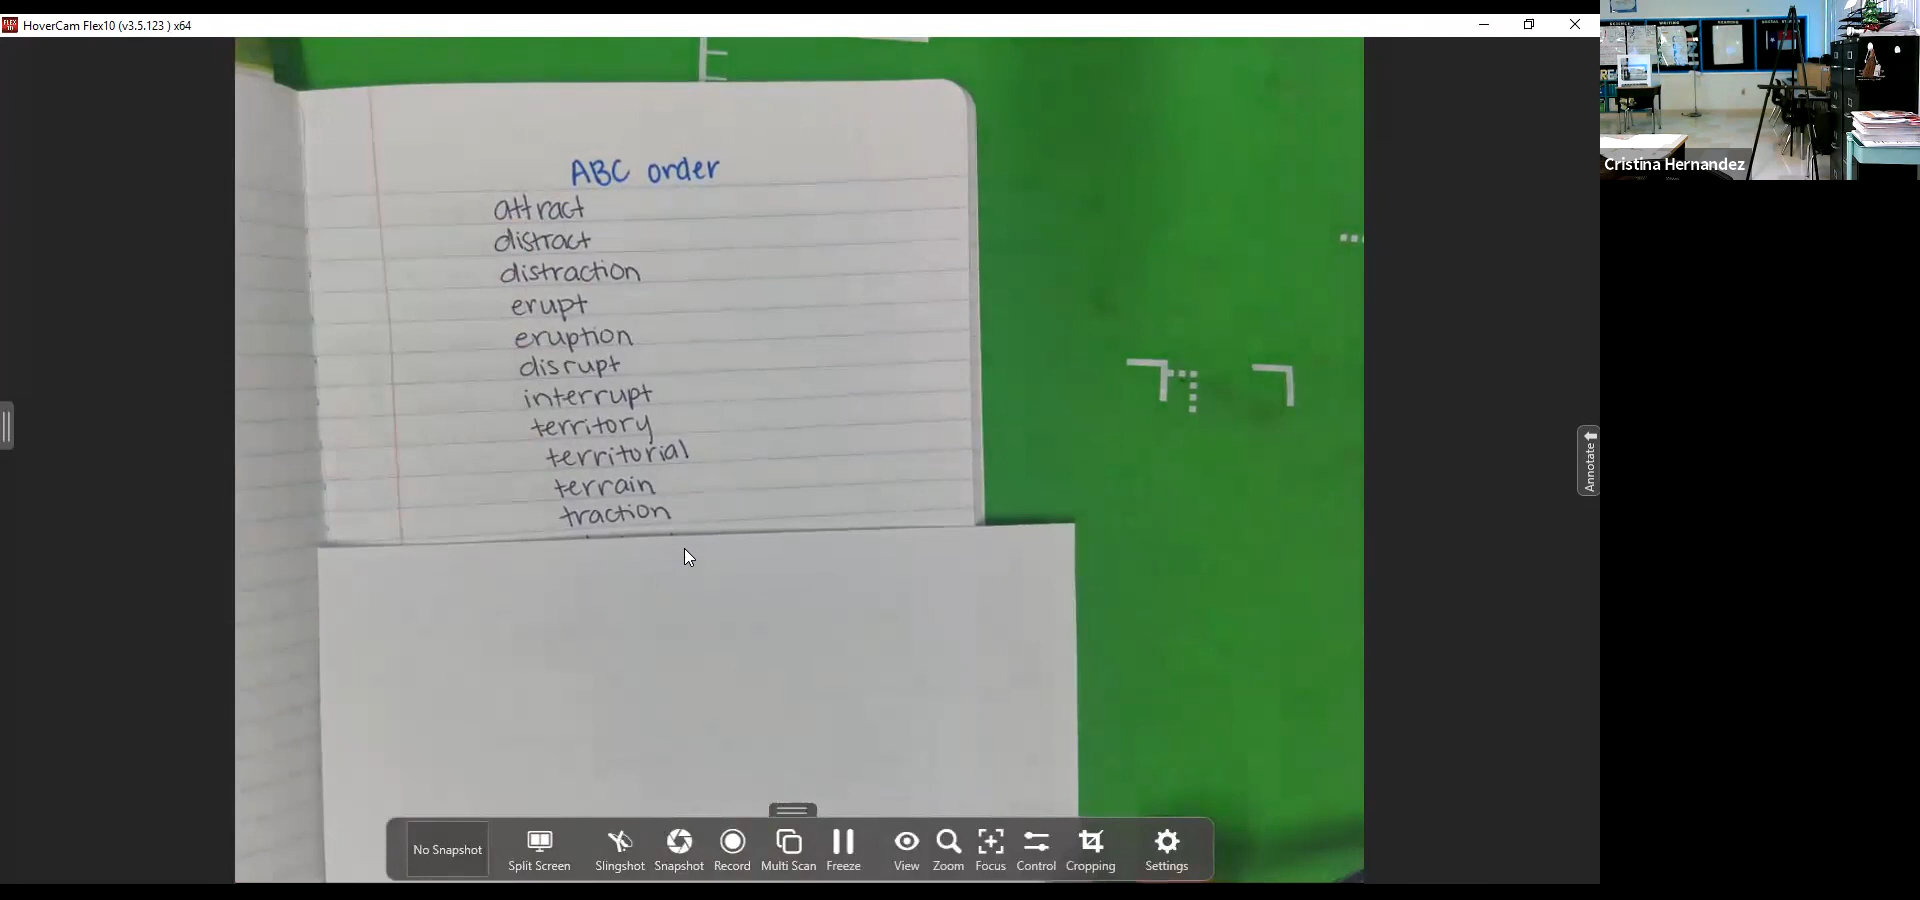 HoverCam Flex10 (v3.5.123 ) x64
Cristina Hernandez
ABC order
attract
distract
distraction
erupt
eruption
disrupt
interrupt
territory
territorial
terrain
traction
Annotate
No Snapshot
Split Screen
Slingshot
Snapshot
Record
Multi Scan
Freeze
View
Zoom
Focus
Control
Cropping
Settings